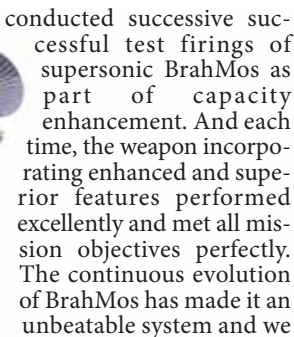 conducted successive suc-
cessful test firings of
supersonic BrahMos as
part of capacity
enhancement. And each
time, the weapon incorpo-
rating enhanced and supe-
rior features performed
excellently and met all mis-
sion objectives perfectly.
The continuous evolution
of BrahMos has made it an
unbeatable system and we